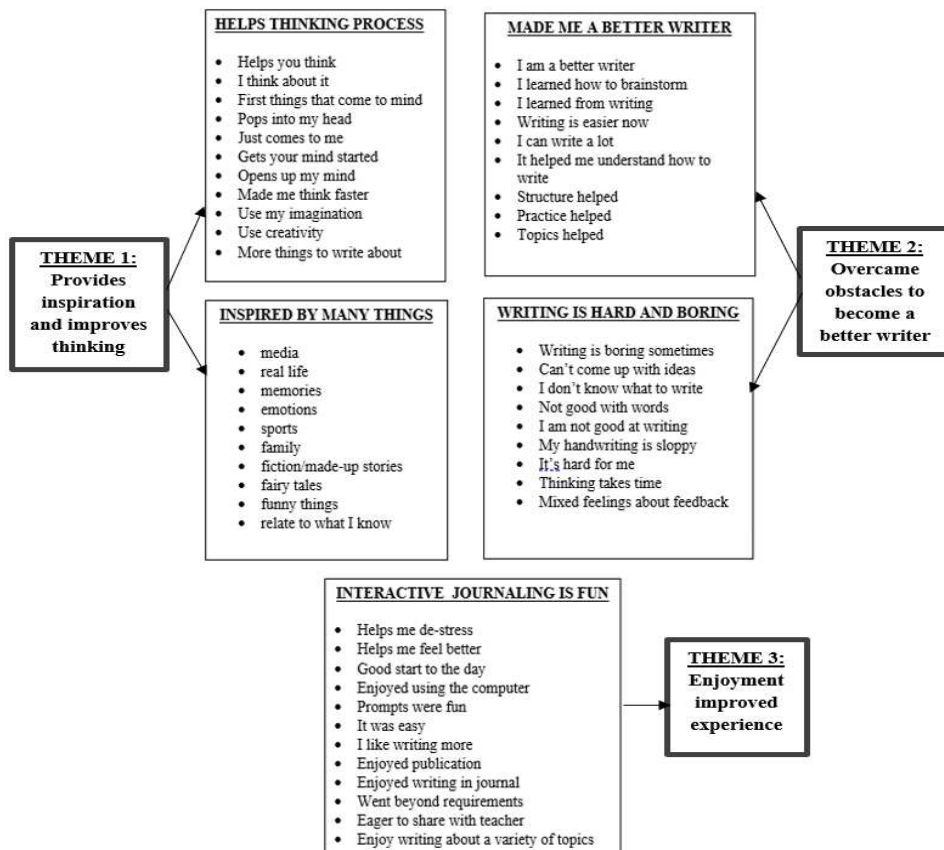 HELPS THINKING PROCESS
• Helps you think
• I think about it
• First things that come to mind
• Pops into my head
• Just comes to me
• Gets your mind started
• Opens up my mind
• Made me think faster
• Use my imagination
• Use creativity
• More things to write about
MADE ME A BETTER WRITER
• I am a better writer
• I learned how to brainstorm
• I learned from writing
• Writing is easier now
• I can write a lot
• It helped me understand how to
write
• Structure helped
• Practice helped
• Topics helped
THEME 1:
Provides
inspiration
and improves
thinking
THEME 2:
Overcame
obstacles to
become a
better writer
INSPIRED BY MANY THINGS
• media
• real life
• memories
• emotions
• sports
• family
• fiction/made-up stories
• fairy tales
• funny things
• relate to what I know
WRITING IS HARD AND BORING
• Writing is boring sometimes
• Can’t come up with ideas
• I don’t know what to write
• Not good with words
• I am not good at writing
• My handwriting is sloppy
• It’s hard for me
• Thinking takes time
• Mixed feelings about feedback
INTERACTIVE JOURNALING IS FUN
• Helps me de-stress
• Helps me feel better
• Good start to the day
• Enjoyed using the computer
• Prompts were fun
• It was easy
• I like writing more
• Enjoyed publication
• Enjoyed writing in journal
• Went beyond requirements
• Eager to share with teacher
• Enjoy writing about a variety of topics
THEME 3:
Enjoyment
improved
experience